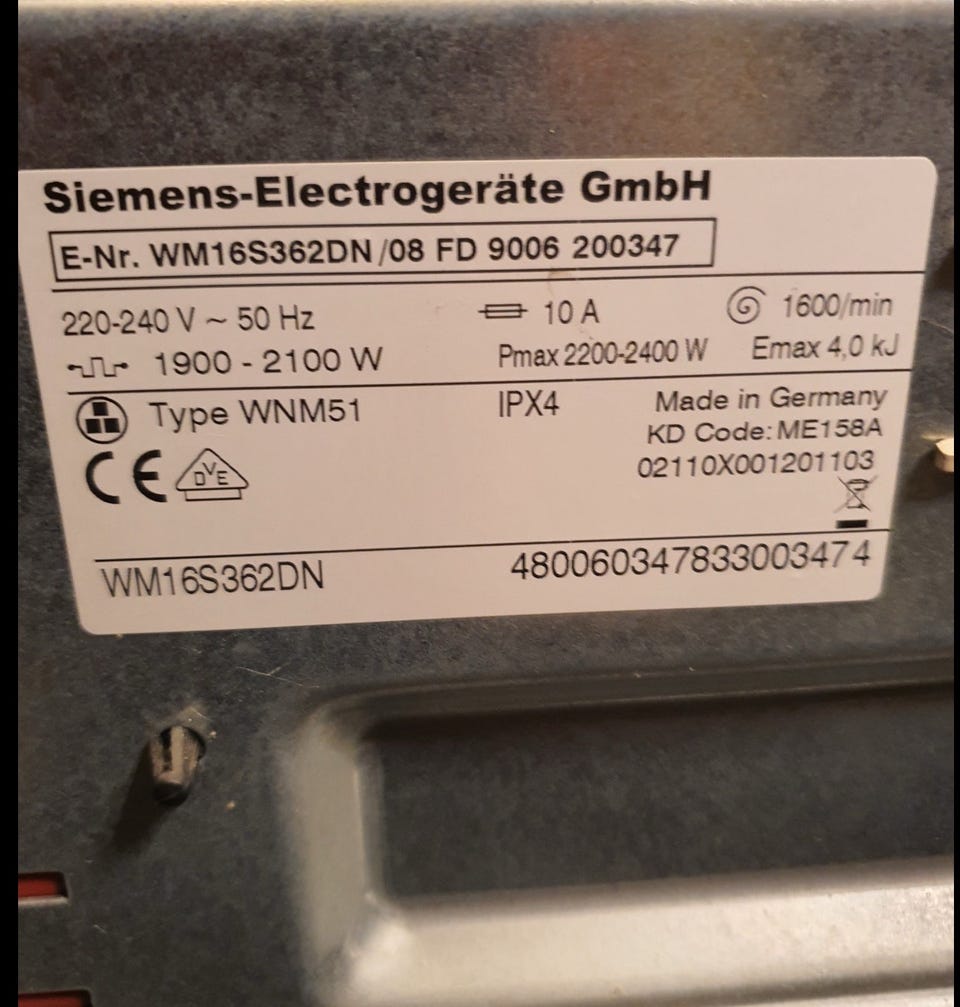 Siemens-Electrogeräte GmbH
E-Nr. WM16S362DN /08 FD 9006 200347
220-240 V ~ 50 Hz 10 A 1600/min
1900 - 2100 W Pmax 2200-2400 W Emax 4,0 kJ
Type WNM51 IPX4 Made in Germany
KD Code: ME158A
CE DVE 02110X001201103
WM16S362DN 480060347833003474